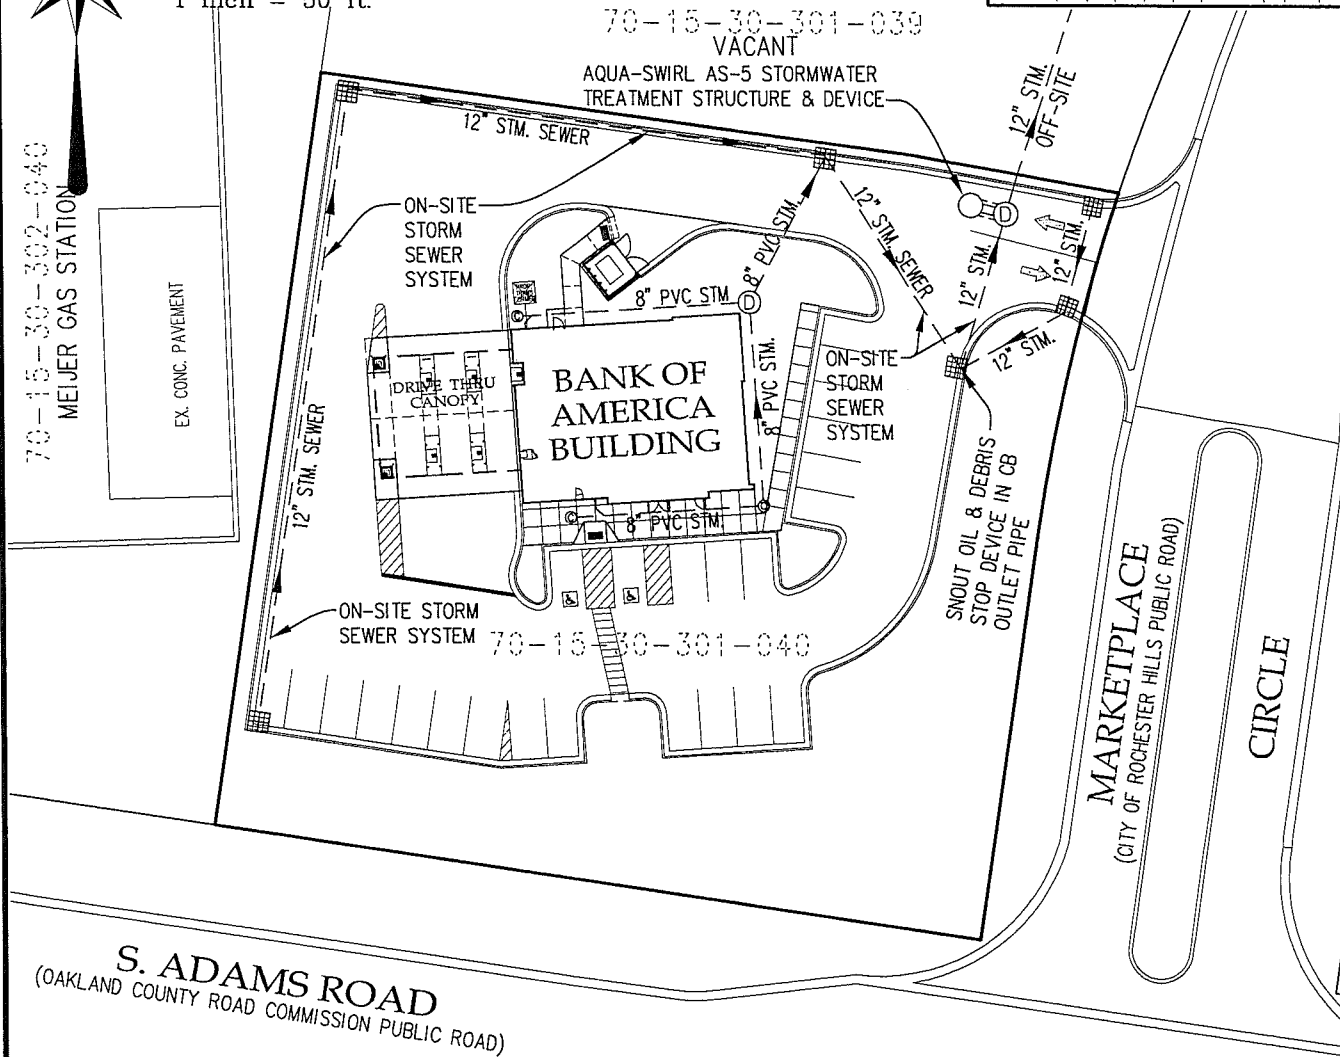 1 inch = 50 ft.
70-15-30-301-039
VACANT
AQUA-SWIRL AS-5 STORMWATER
TREATMENT STRUCTURE & DEVICE
12" STM.
OFF-SITE
12" STM. SEWER
70-15-30-302-040
MEIJER GAS STATION
EX. CONC. PAVEMENT
ON-SITE
STORM
SEWER
SYSTEM
8" PVC STM.
12" STM. SEWER
12" STM.
12" STM.
D
D
8" PVC STM
C
DRIVE THRU
CANOPY
BANK OF
AMERICA
BUILDING
8" PVC STM.
ON-SITE
STORM
SEWER
SYSTEM
12" STM.
12" STM. SEWER
8" PVC STM.
C
C
SNOUT OIL & DEBRIS
STOP DEVICE IN CB
OUTLET PIPE
ON-SITE STORM
SEWER SYSTEM
70-15-30-301-040
MARKETPLACE
(CITY OF ROCHESTER HILLS PUBLIC ROAD)
CIRCLE
S. ADAMS ROAD
(OAKLAND COUNTY ROAD COMMISSION PUBLIC ROAD)